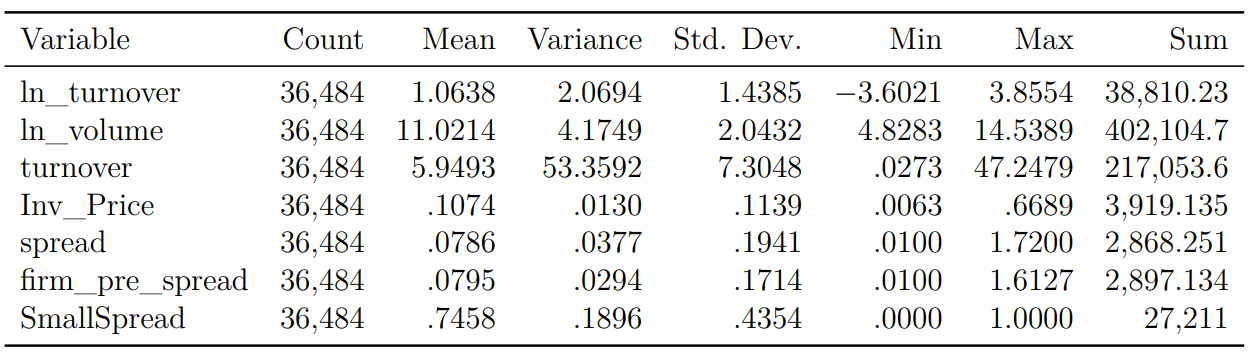 Variable Count Mean Variance Std. Dev. Min Max Sum
ln_turnover 36,484 1.0638 2.0694 1.4385 −3.6021 3.8554 38,810.23
ln_volume 36,484 11.0214 4.1749 2.0432 4.8283 14.5389 402,104.7
turnover 36,484 5.9493 53.3592 7.3048 .0273 47.2479 217,053.6
Inv_Price 36,484 .1074 .0130 .1139 .0063 .6689 3,919.135
spread 36,484 .0786 .0377 .1941 .0100 1.7200 2,868.251
firm_pre_spread 36,484 .0795 .0294 .1714 .0100 1.6127 2,897.134
SmallSpread 36,484 .7458 .1896 .4354 .0000 1.0000 27,211